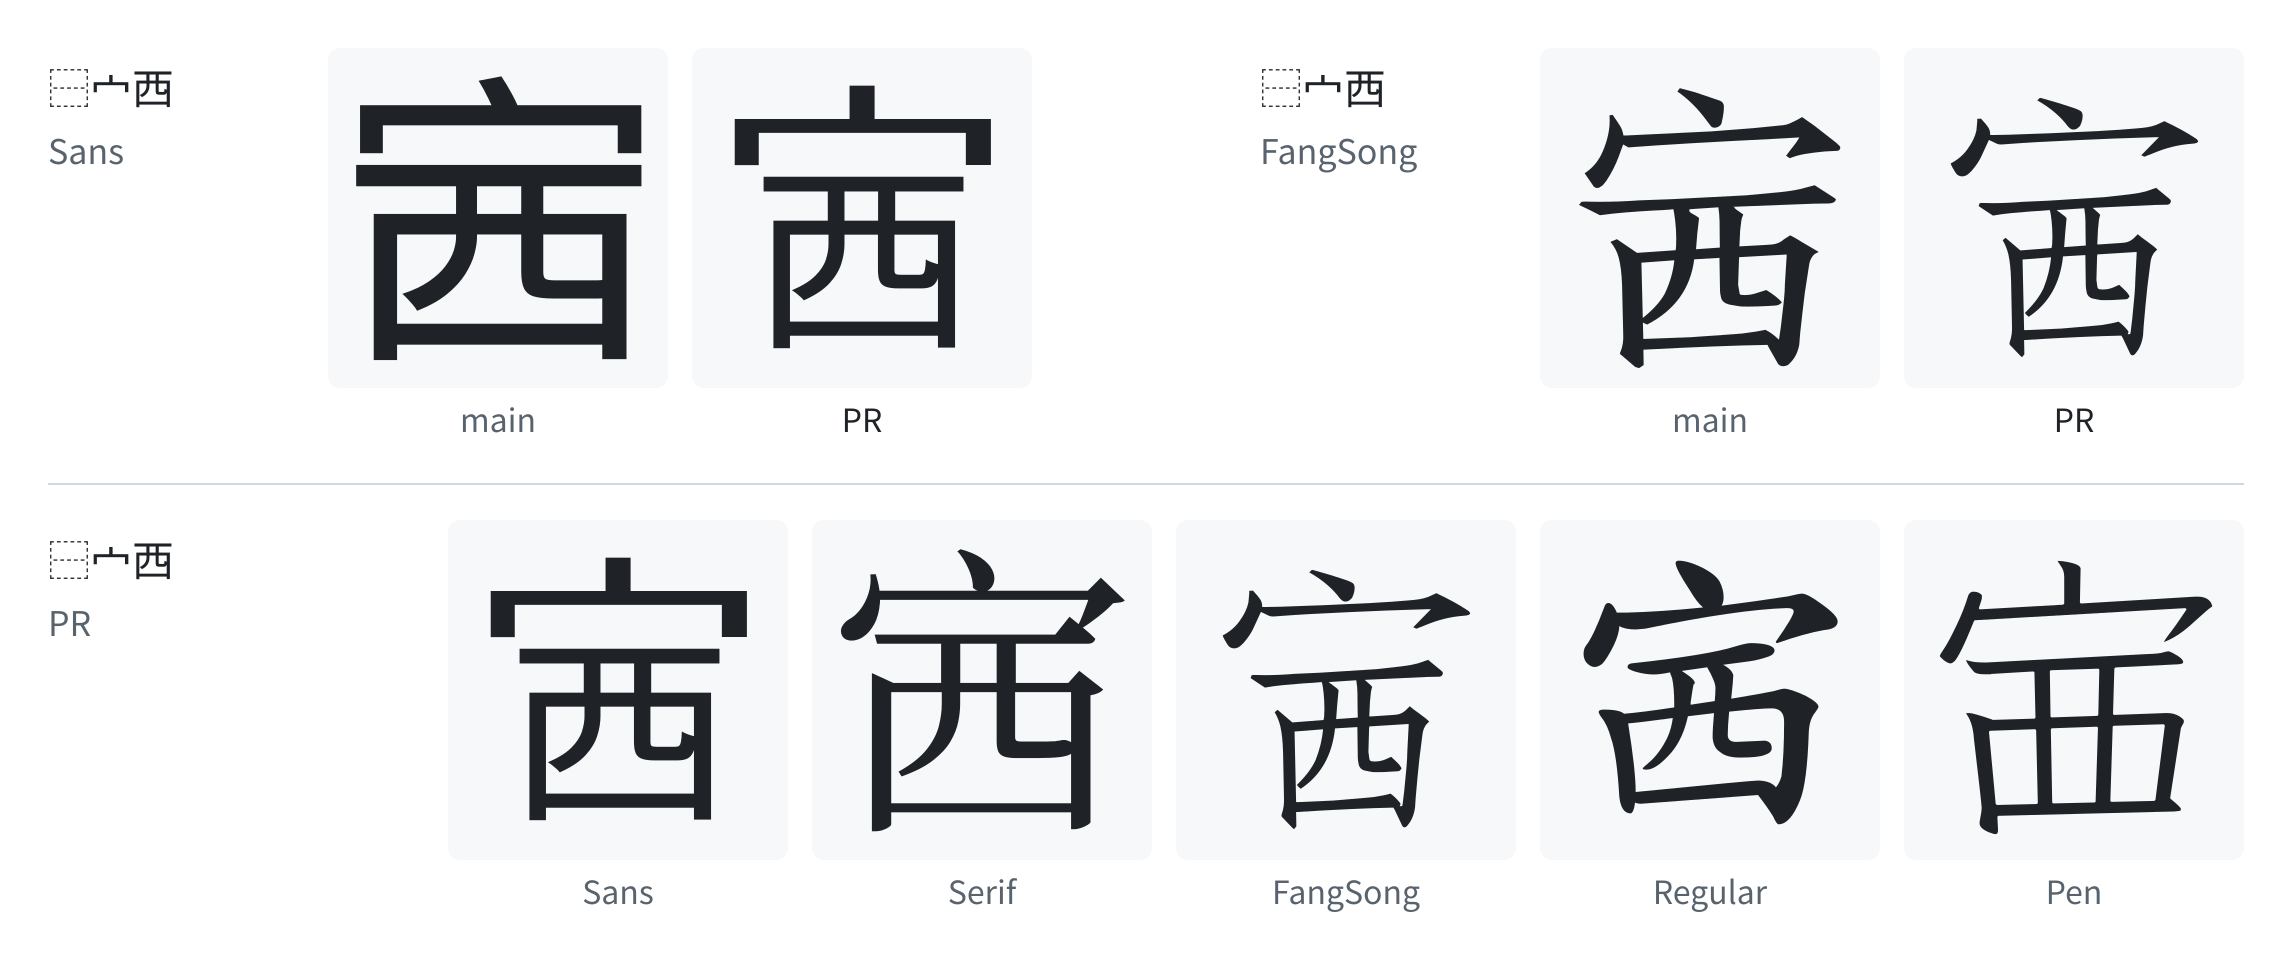 ⿱宀西 ⿱宀西
Sans FangSong
main PR main PR
⿱宀西
PR
Sans Serif FangSong Regular Pen